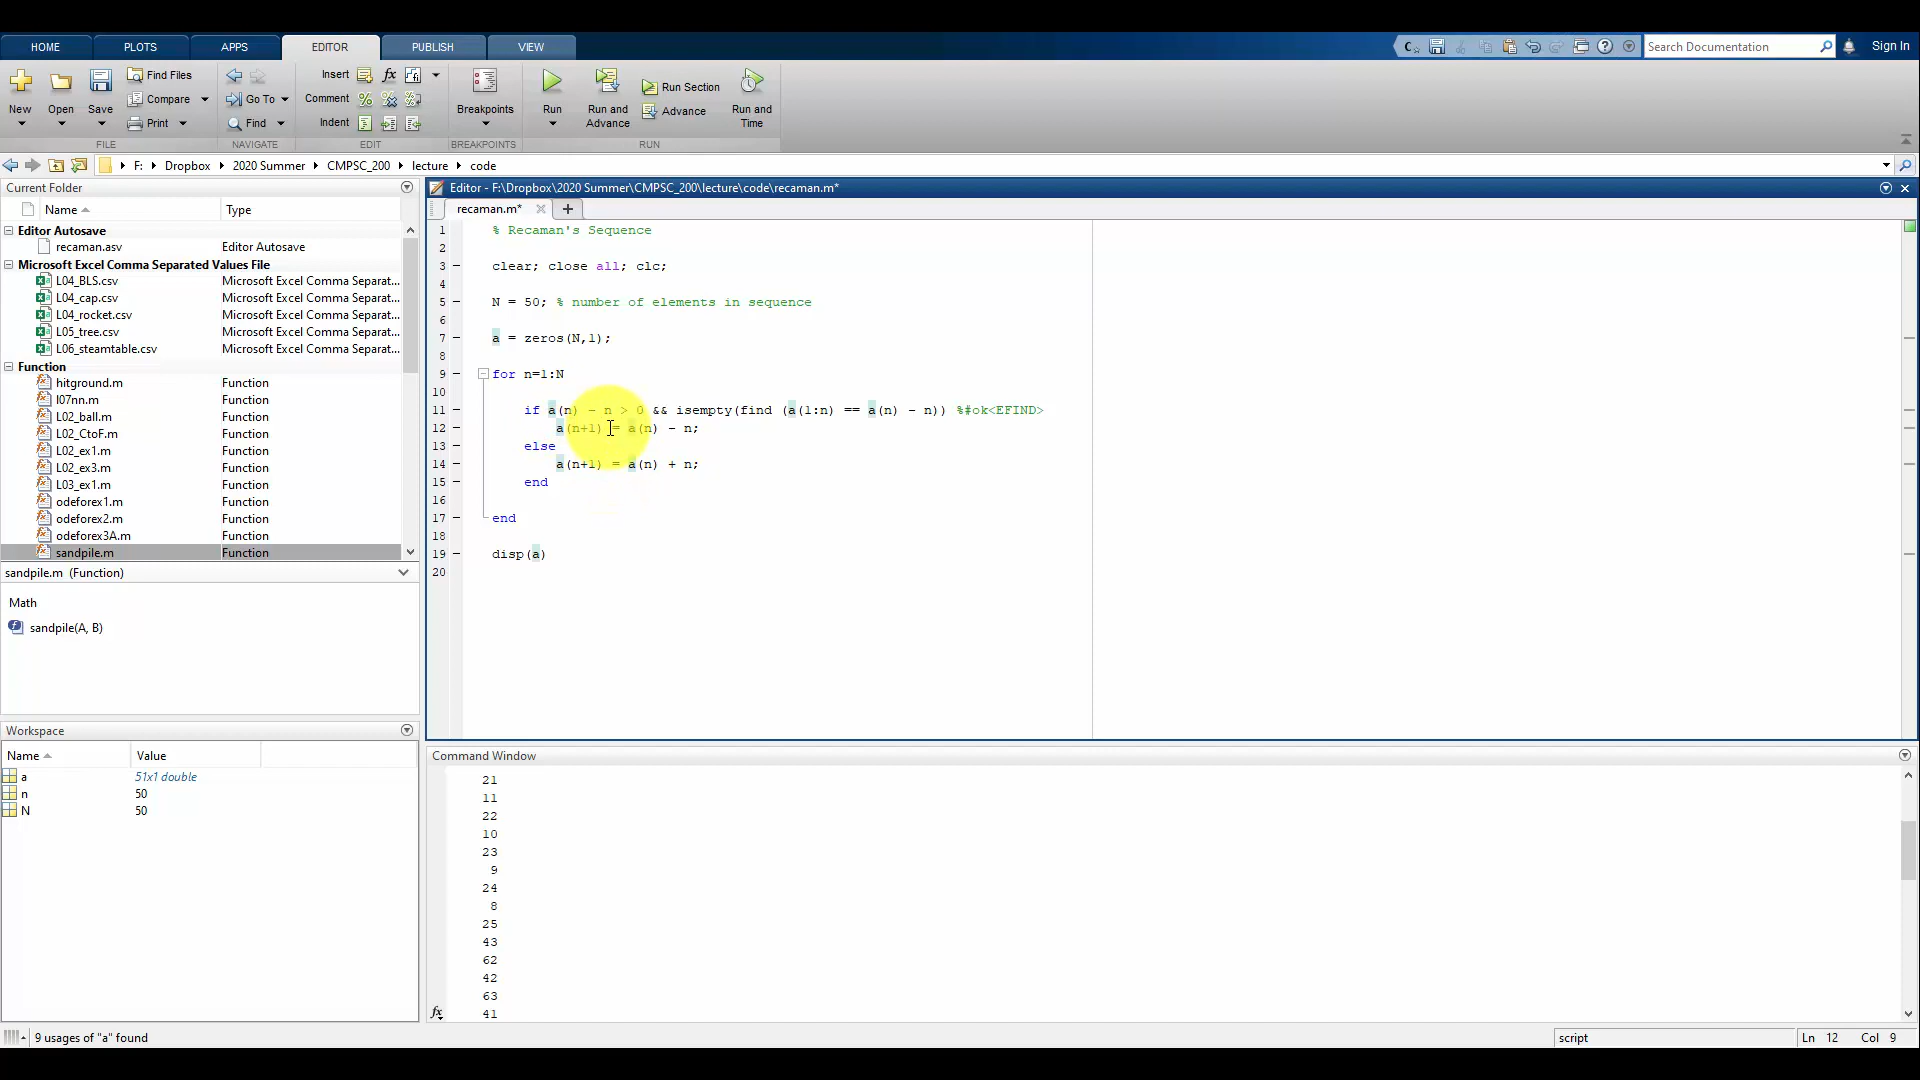 HOME PLOTS APPS EDITOR PUBLISH VIEW Search Documentation Sign In
New Open Save Find Files Compare Print Go To Find Insert Comment Indent fx Breakpoints Run Run and Advance Run Section Advance Run and Time
FILE NAVIGATE EDIT BREAKPOINTS RUN
F: Dropbox 2020 Summer CMPSC_200 lecture code
Current Folder
Name Type
Editor Autosave
recaman.asv Editor Autosave
Microsoft Excel Comma Separated Values File
L04_BLS.csv Microsoft Excel Comma Separat...
L04_cap.csv Microsoft Excel Comma Separat...
L04_rocket.csv Microsoft Excel Comma Separat...
L05_tree.csv Microsoft Excel Comma Separat...
L06_steamtable.csv Microsoft Excel Comma Separat...
Function
hitground.m Function
l07nn.m Function
L02_ball.m Function
L02_CtoF.m Function
L02_ex1.m Function
L02_ex3.m Function
L03_ex1.m Function
odeforex1.m Function
odeforex2.m Function
odeforex3A.m Function
sandpile.m Function
sandpile.m (Function)
Math
sandpile(A, B)
Workspace
Name Value
a 51x1 double
n 50
N 50
Editor - F:\Dropbox\2020 Summer\CMPSC_200\lecture\code\recaman.m*
recaman.m*
1 % Recaman's Sequence
2
3 clear; close all; clc;
4
5 N = 50; % number of elements in sequence
6
7 a = zeros(N,1);
8
9 for n=1:N
10
11 if a(n) - n > 0 && isempty(find (a(1:n) == a(n) - n)) %#ok<EFIND>
12 a(n+1) = a(n) - n;
13 else
14 a(n+1) = a(n) + n;
15 end
16
17 end
18
19 disp(a)
20
Command Window
21
11
22
10
23
9
24
8
25
43
62
42
63
41
fx
9 usages of "a" found script Ln 12 Col 9